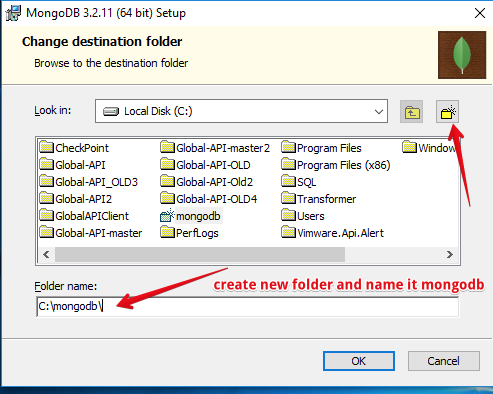 MongoDB 3.2.11 (64 bit) Setup
Change destination folder
Browse to the destination folder
Look in:
Local Disk (C:)
CheckPoint
Global-API
Global-API_OLD3
Global-API2
GlobalAPIClient
Global-API-master
Global-API-master2
Global-API-OLD
Global-API-Old2
Global-API-OLD4
mongodb
PerfLogs
Program Files
Program Files (x86)
SQL
Transformer
Users
Vmware.Api.Alert
Window
create new folder and name it mongodb
Folder name:
C:\mongodb\
OK
Cancel